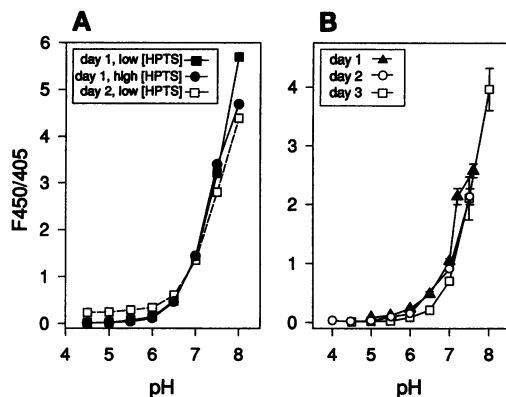 A
day 1, low [HPTS]
day 1, high [HPTS]
day 2, low [HPTS]
F450/405
6
5
4
3
2
1
0
4 5 6 7 8
pH
B
day 1
day 2
day 3
4
3
2
1
0
4 5 6 7 8
pH